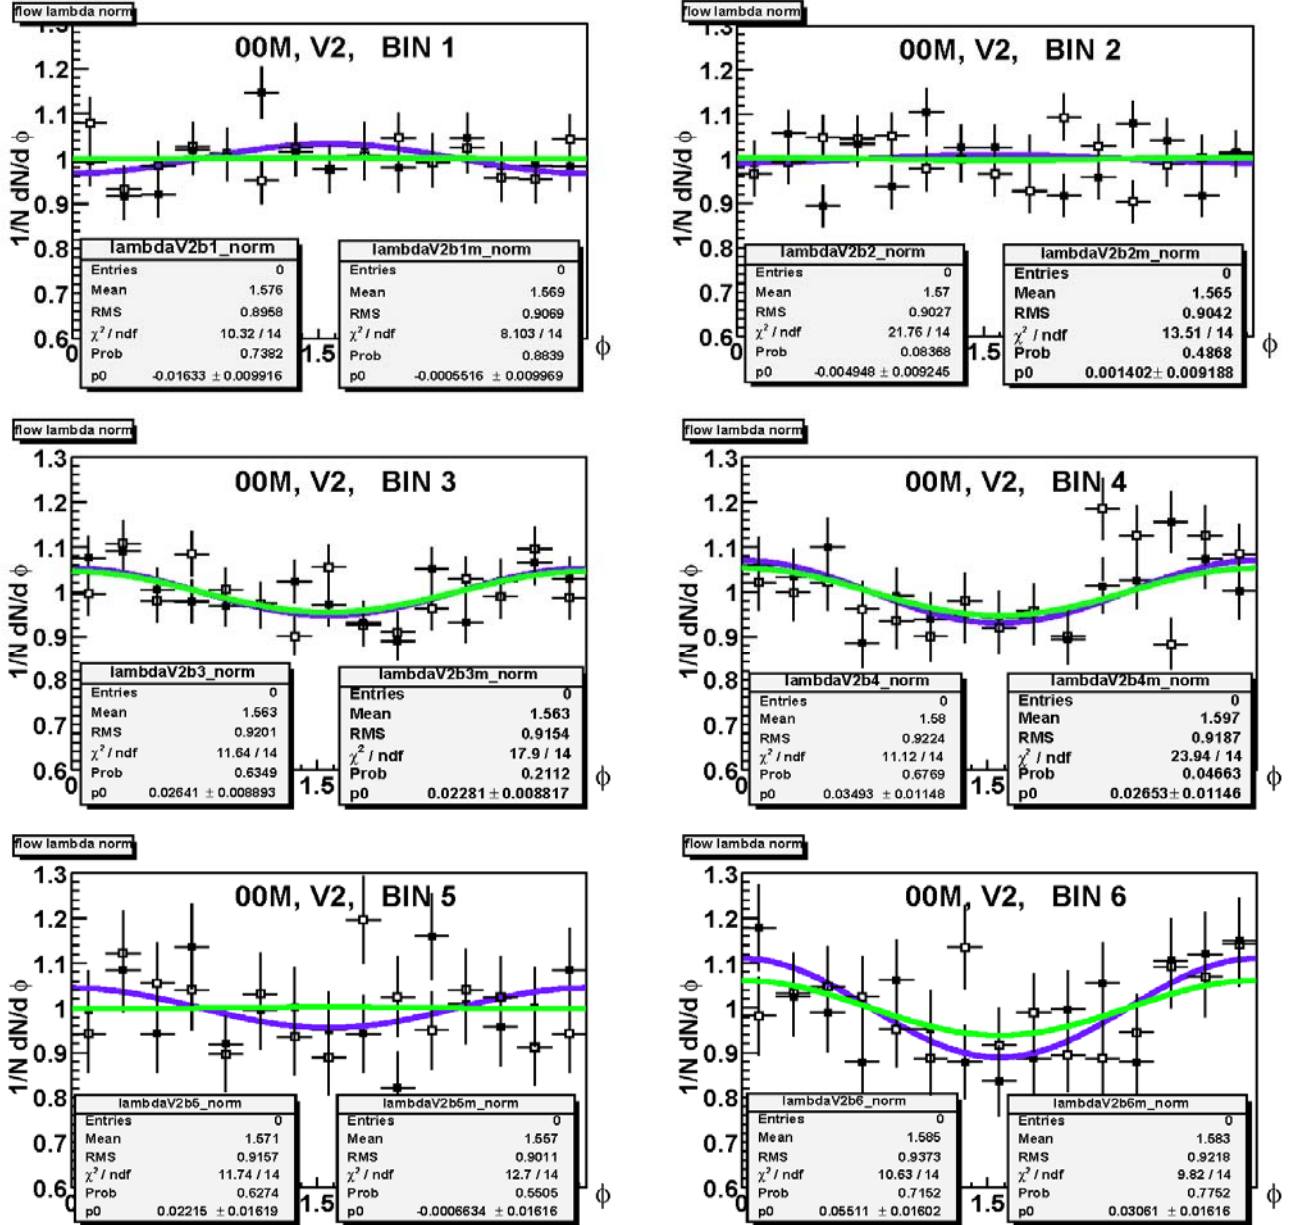 flow lambda norm
00M, V2, BIN 1
1/N dN/d ϕ
1.2
1.1
1
0.9
0.8
0.7
0.6
0
1.5
ϕ
lambdaV2b1_norm
Entries 0
Mean 1.576
RMS 0.8958
χ² / ndf 10.32 / 14
Prob 0.7382
p0 -0.01633 ± 0.009916
lambdaV2b1m_norm
Entries 0
Mean 1.569
RMS 0.9069
χ² / ndf 8.103 / 14
Prob 0.8839
p0 -0.0005516 ± 0.009969
flow lambda norm
00M, V2, BIN 2
1/N dN/d ϕ
1.3
1.2
1.1
1
0.9
0.8
0.7
0.6
0
1.5
ϕ
lambdaV2b2_norm
Entries 0
Mean 1.57
RMS 0.9027
χ² / ndf 21.76 / 14
Prob 0.08368
p0 -0.004948 ± 0.009245
lambdaV2b2m_norm
Entries 0
Mean 1.565
RMS 0.9042
χ² / ndf 13.51 / 14
Prob 0.4868
p0 0.001402± 0.009188
flow lambda norm
00M, V2, BIN 3
1/N dN/d ϕ
1.3
1.2
1.1
1
0.9
0.8
0.7
0.6
0
1.5
ϕ
lambdaV2b3_norm
Entries 0
Mean 1.563
RMS 0.9201
χ² / ndf 11.64 / 14
Prob 0.6349
p0 0.02641 ± 0.008893
lambdaV2b3m_norm
Entries 0
Mean 1.563
RMS 0.9154
χ² / ndf 17.9 / 14
Prob 0.2112
p0 0.02281 ± 0.008817
flow lambda norm
00M, V2, BIN 4
1/N dN/d ϕ
1.3
1.2
1.1
1
0.9
0.8
0.7
0.6
0
1.5
ϕ
lambdaV2b4_norm
Entries 0
Mean 1.58
RMS 0.9224
χ² / ndf 11.12 / 14
Prob 0.6769
p0 0.03493 ± 0.01148
lambdaV2b4m_norm
Entries 0
Mean 1.597
RMS 0.9187
χ² / ndf 23.94 / 14
Prob 0.04663
p0 0.02653± 0.01146
flow lambda norm
00M, V2, BIN 5
1/N dN/d ϕ
1.3
1.2
1.1
1
0.9
0.8
0.7
0.6
0
1.5
ϕ
lambdaV2b5_norm
Entries 0
Mean 1.571
RMS 0.9157
χ² / ndf 11.74 / 14
Prob 0.6274
p0 0.02215 ± 0.01619
lambdaV2b5m_norm
Entries 0
Mean 1.557
RMS 0.9011
χ² / ndf 12.7 / 14
Prob 0.5505
p0 -0.0006634 ± 0.01616
flow lambda norm
00M, V2, BIN 6
1/N dN/d ϕ
1.3
1.2
1.1
1
0.9
0.8
0.7
0.6
0
1.5
ϕ
lambdaV2b6_norm
Entries 0
Mean 1.585
RMS 0.9373
χ² / ndf 10.63 / 14
Prob 0.7152
p0 0.05511 ± 0.01602
lambdaV2b6m_norm
Entries 0
Mean 1.583
RMS 0.9218
χ² / ndf 9.82 / 14
Prob 0.7752
p0 0.03061 ± 0.01616